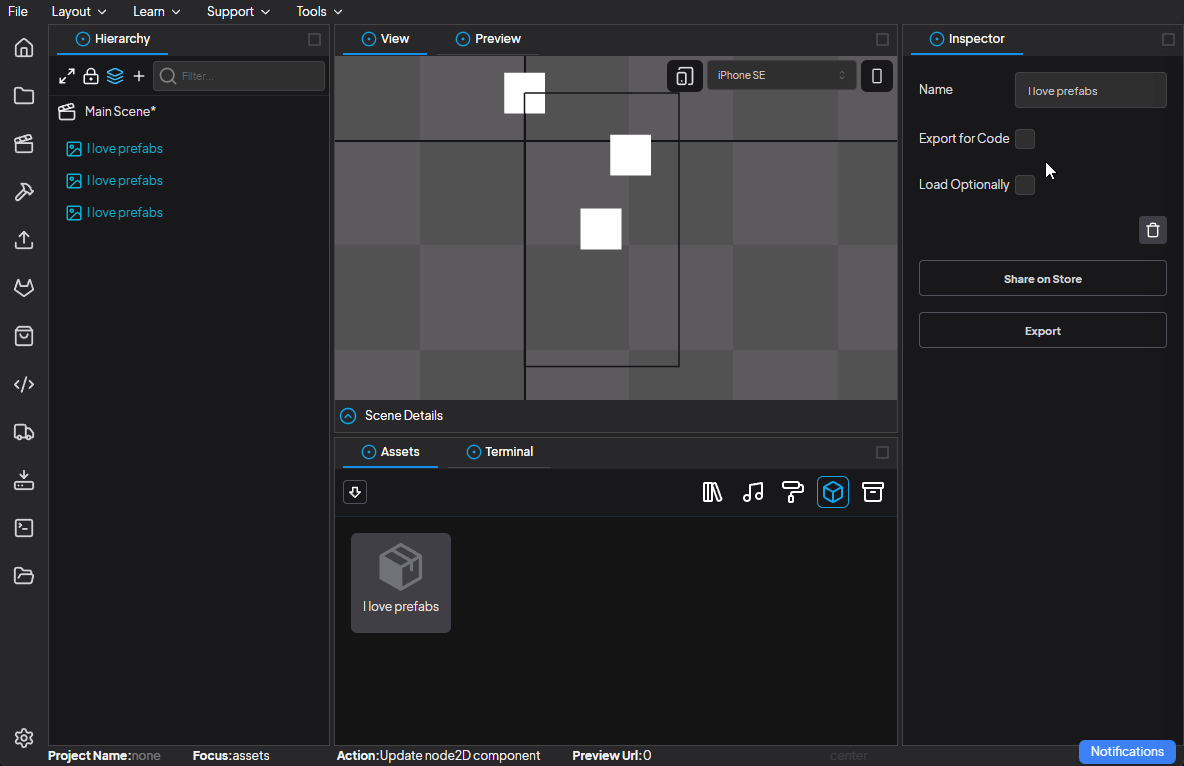 File Layout Learn Support Tools
Hierarchy
Filter...
Main Scene*
I love prefabs
I love prefabs
I love prefabs
View Preview
iPhone SE
Scene Details
Assets Terminal
I love prefabs
Inspector
Name I love prefabs
Export for Code
Load Optionally
Share on Store
Export
Project Name:none Focus:assets Action:Update node2D component Preview Url:0 center
Notifications